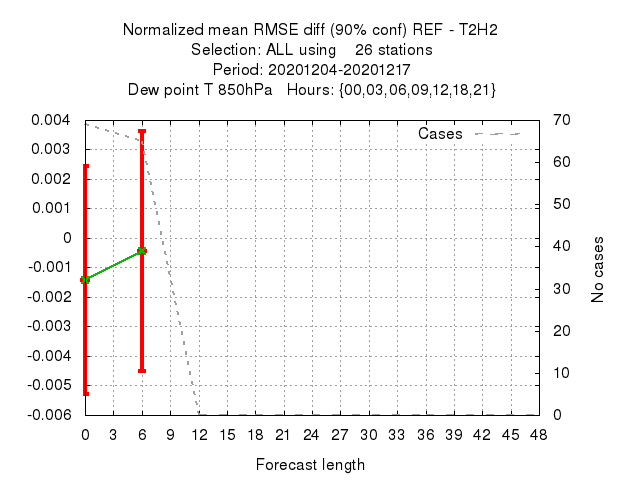 Normalized mean RMSE diff (90% conf) REF - T2H2
Selection: ALL using 26 stations
Period: 20201204-20201217
Dew point T 850hPa Hours: {00,03,06,09,12,18,21}
Cases
0.004
0.003
0.002
0.001
0
-0.001
-0.002
-0.003
-0.004
-0.005
-0.006
70
60
50
40
30
20
10
0
No cases
0 3 6 9 12 15 18 21 24 27 30 33 36 39 42 45 48
Forecast length